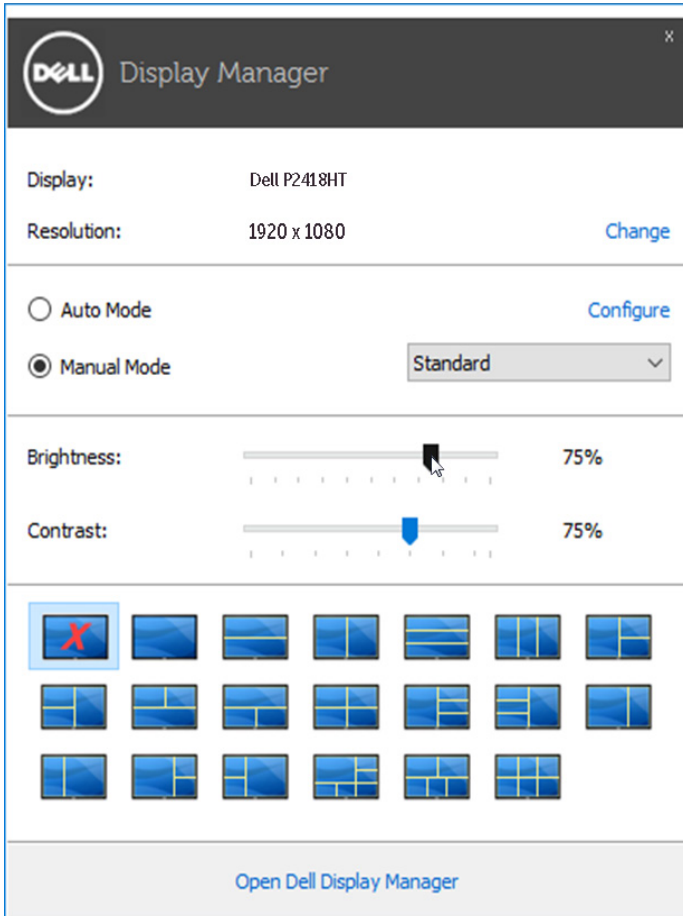 DELL Display Manager x
Display: Dell P2418HT
Resolution: 1920 x 1080 Change
Auto Mode Configure
Manual Mode Standard
Brightness: 75%
Contrast: 75%
X
Open Dell Display Manager